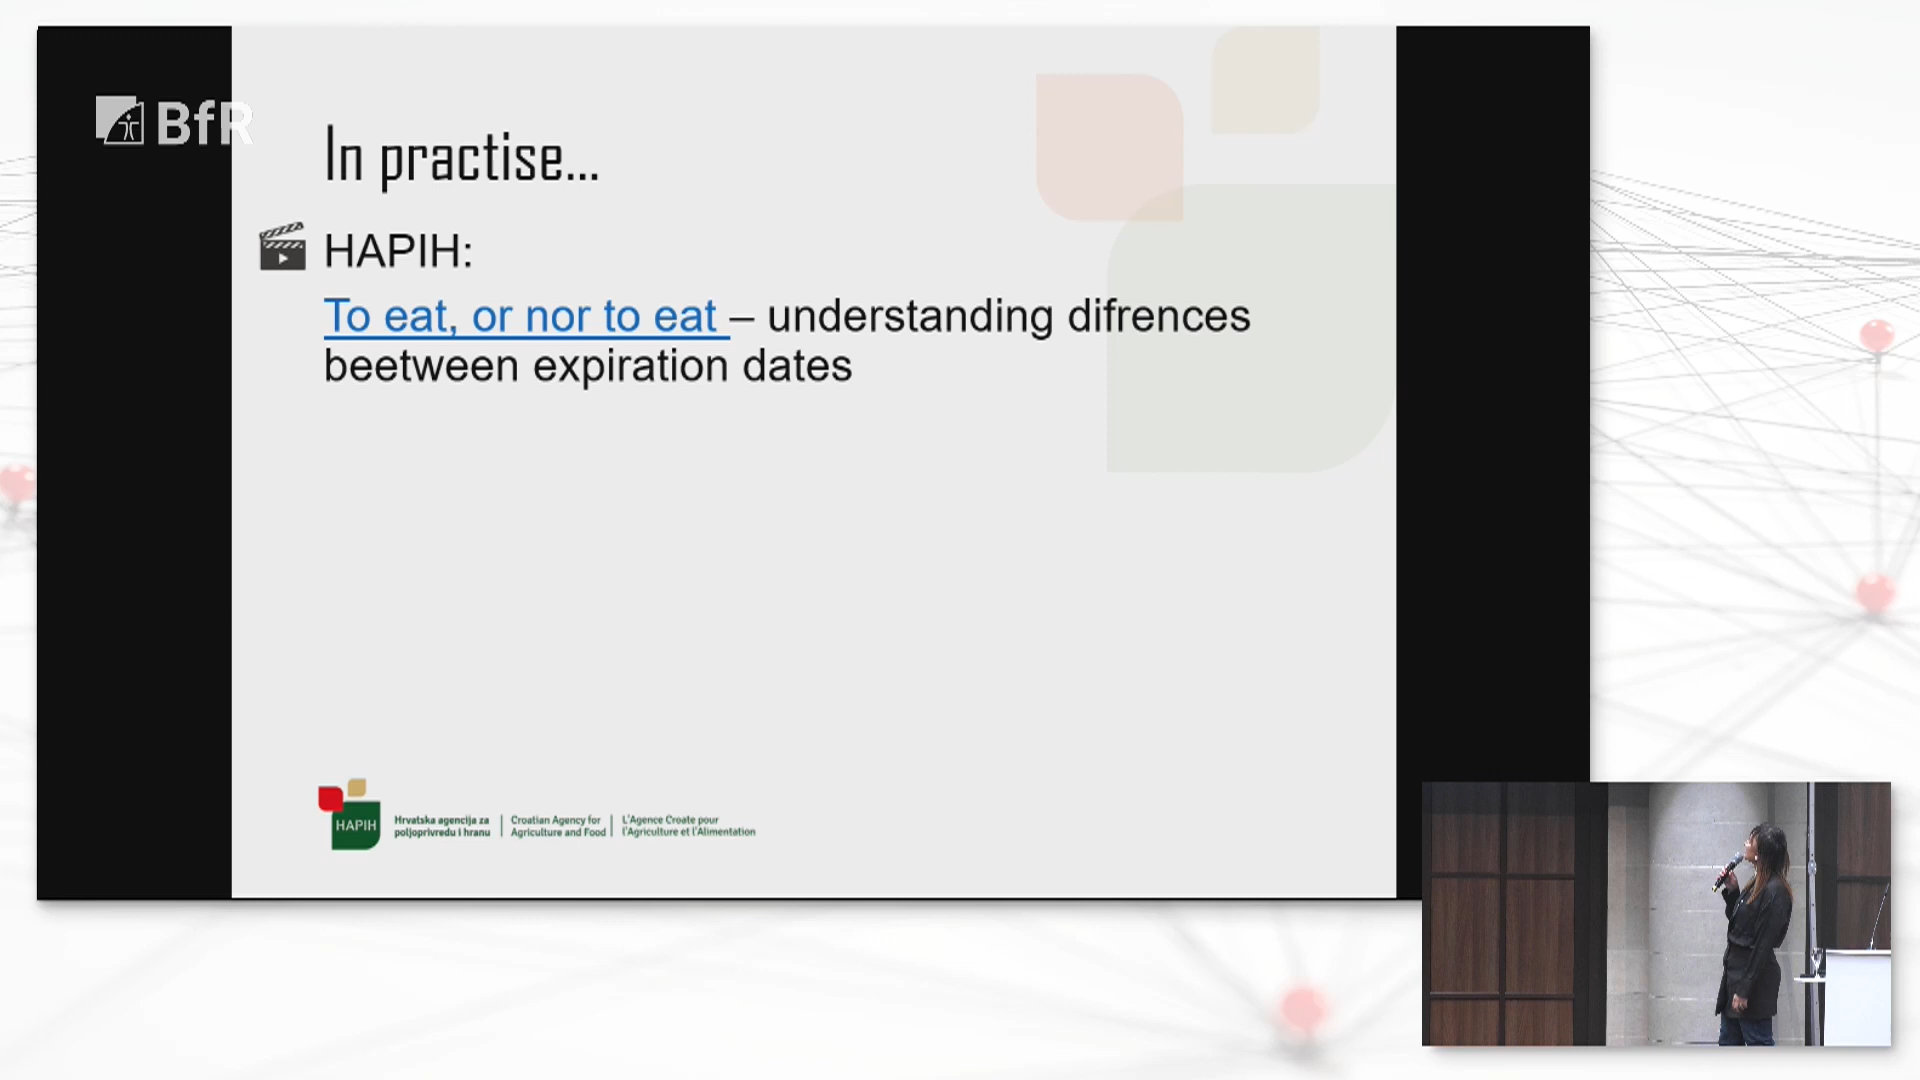 BfR
In practise...
HAPIH:
To eat, or nor to eat – understanding difrences
beetween expiration dates
HAPIH
Hrvatska agencija za
poljoprivredu i hranu
Croatian Agency for
Agriculture and Food
L'Agence Croate pour
l'Agriculture et l'Alimentation